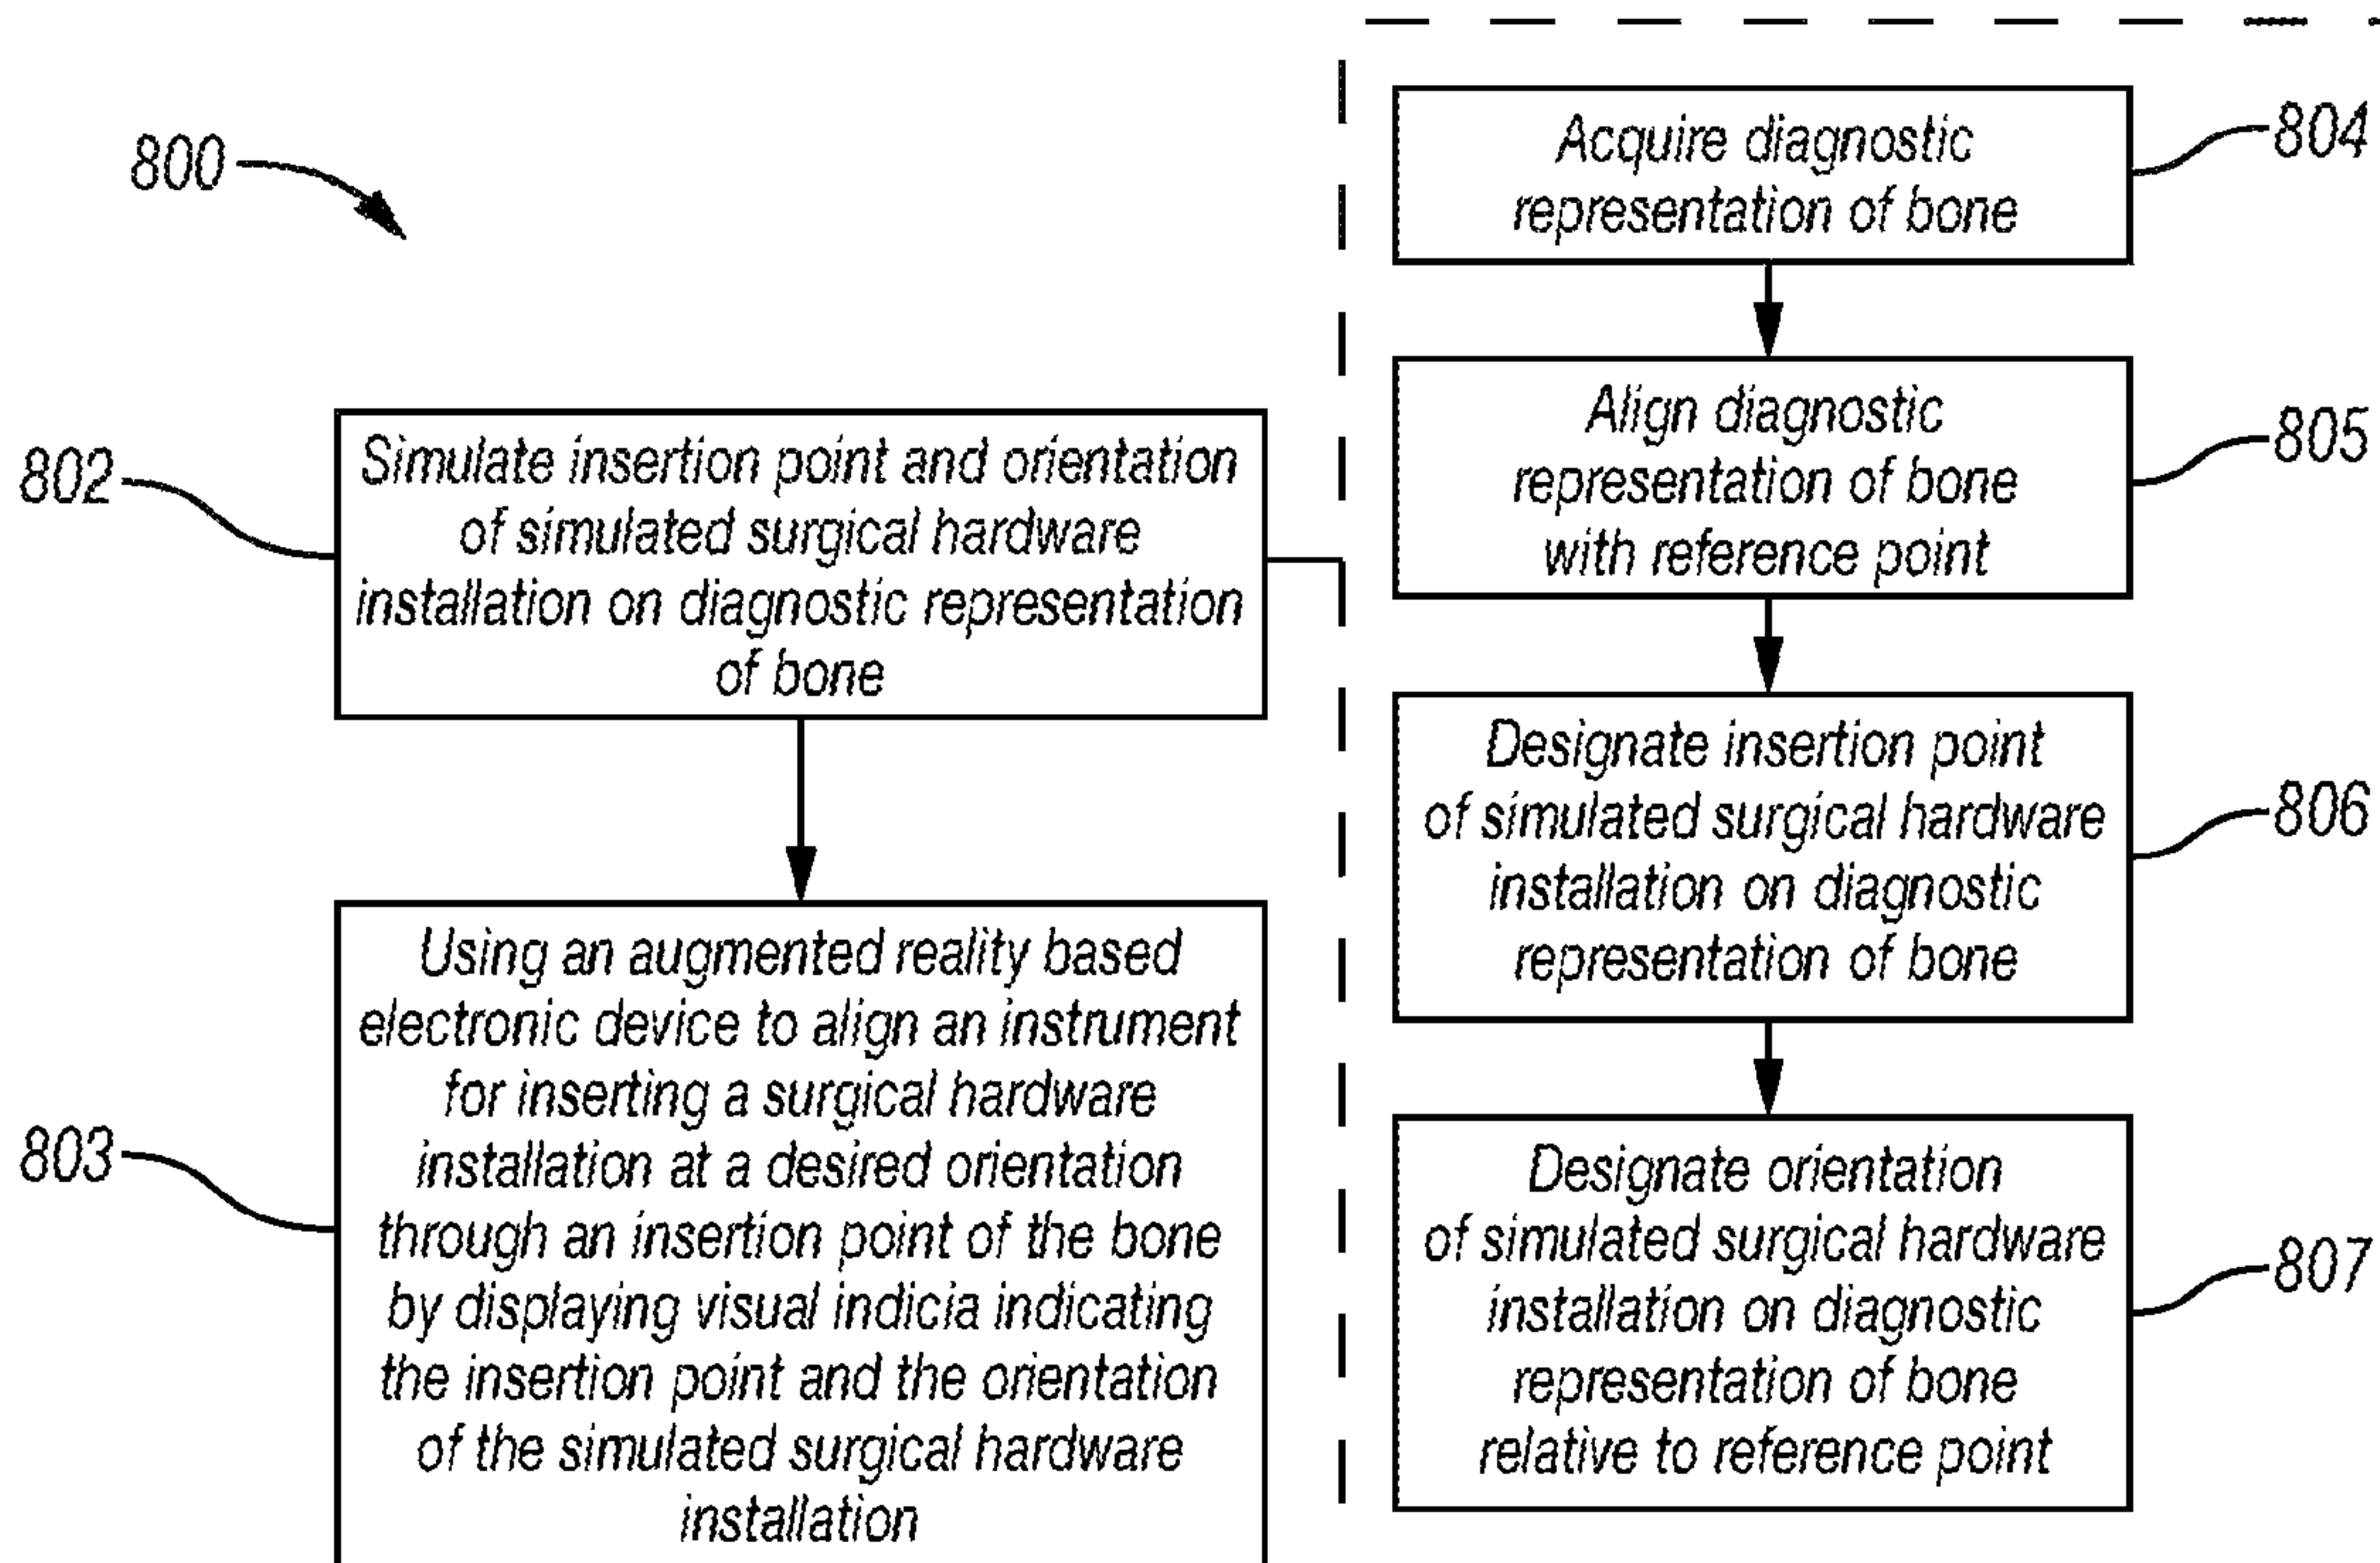 800
802
Simulate insertion point and orientation
of simulated surgical hardware
installation on diagnostic representation
of bone
803
Using an augmented reality based
electronic device to align an instrument
for inserting a surgical hardware
installation at a desired orientation
through an insertion point of the bone
by displaying visual indicia indicating
the insertion point and the orientation
of the simulated surgical hardware
installation
Acquire diagnostic
representation of bone
804
Align diagnostic
representation of bone
with reference point
805
Designate insertion point
of simulated surgical hardware
installation on diagnostic
representation of bone
806
Designate orientation
of simulated surgical hardware
installation on diagnostic
representation of bone
relative to reference point
807